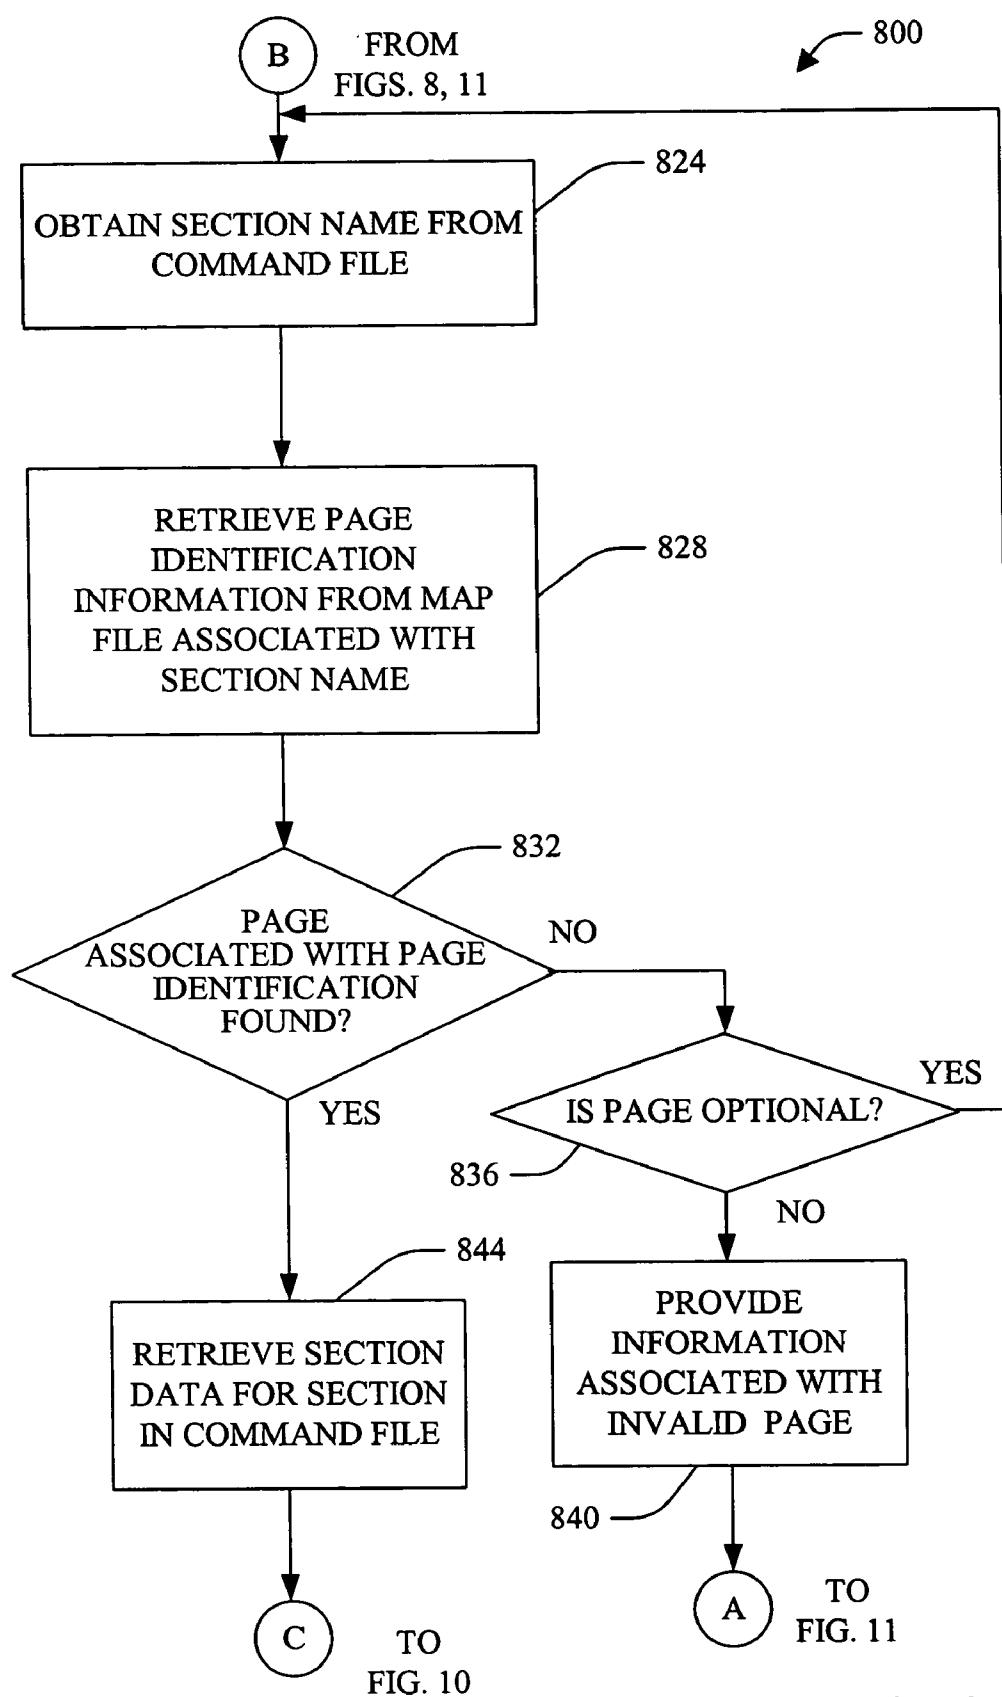 B
FROM
FIGS. 8, 11
800
824
OBTAIN SECTION NAME FROM
COMMAND FILE
RETRIEVE PAGE
IDENTIFICATION
INFORMATION FROM MAP
FILE ASSOCIATED WITH
SECTION NAME
828
832
PAGE
ASSOCIATED WITH PAGE
IDENTIFICATION
FOUND?
NO
YES
YES
IS PAGE OPTIONAL?
836
NO
844
RETRIEVE SECTION
DATA FOR SECTION
IN COMMAND FILE
PROVIDE
INFORMATION
ASSOCIATED WITH
INVALID PAGE
840
C
TO
FIG. 10
A
TO
FIG. 11